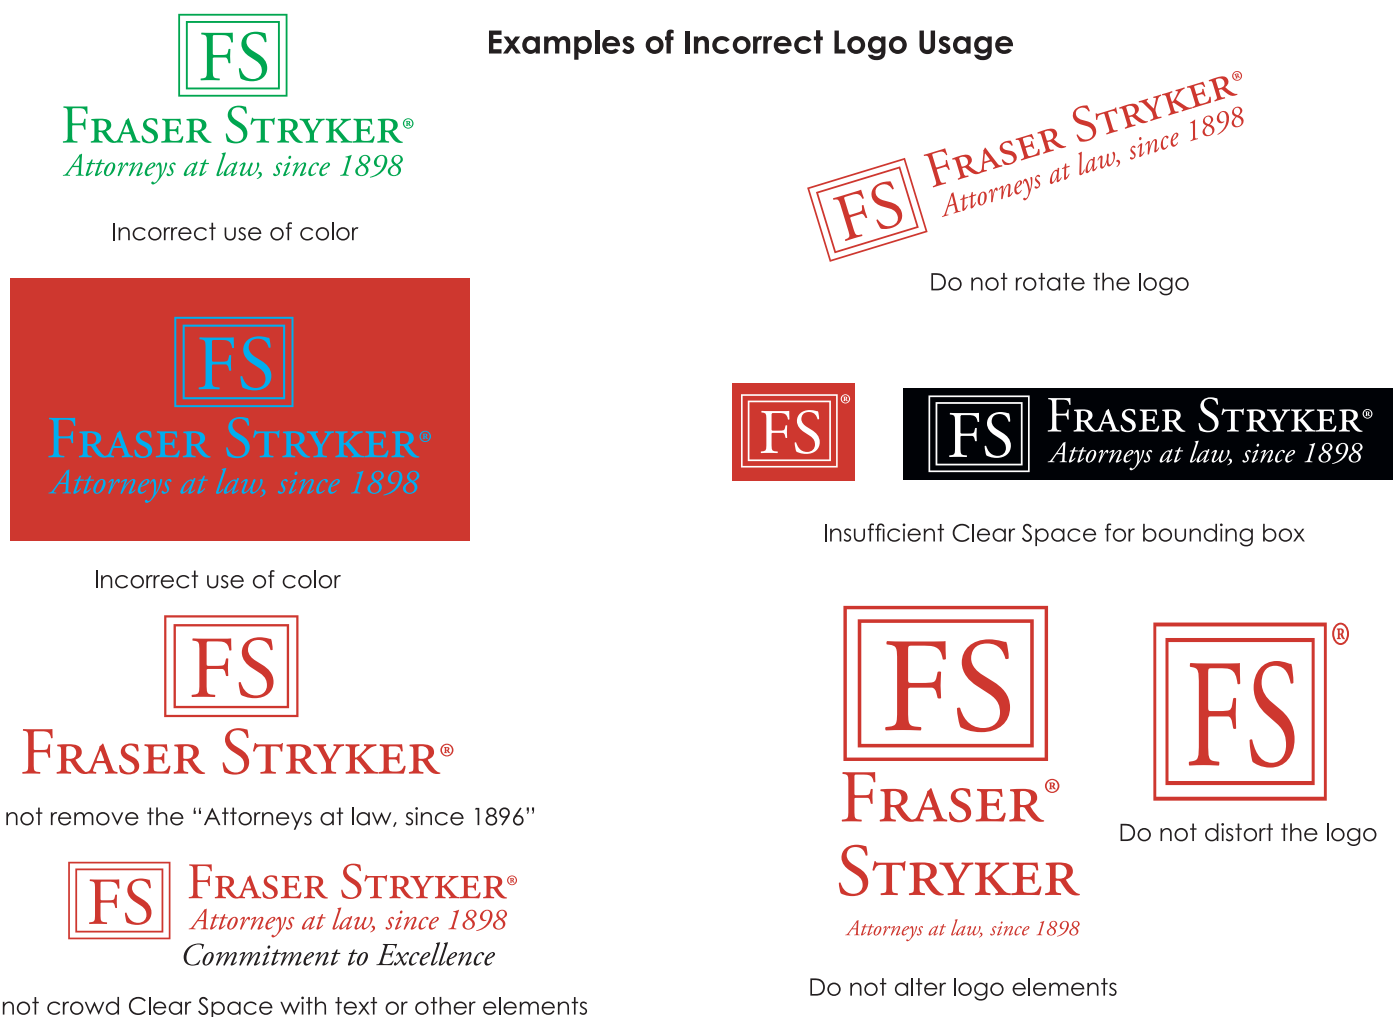 Examples of Incorrect Logo Usage
FS
FRASER STRYKER®
Attorneys at law, since 1898
Incorrect use of color
FS
FRASER STRYKER®
Attorneys at law, since 1898
Incorrect use of color
FS
FRASER STRYKER®
not remove the “Attorneys at law, since 1896”
FS
FRASER STRYKER®
Attorneys at law, since 1898
Commitment to Excellence
not crowd Clear Space with text or other elements
FS
FRASER STRYKER®
Attorneys at law, since 1898
Do not rotate the logo
FS®
FS
FRASER STRYKER®
Attorneys at law, since 1898
Insufficient Clear Space for bounding box
FS
FRASER®
STRYKER
Attorneys at law, since 1898
Do not alter logo elements
FS®
Do not distort the logo